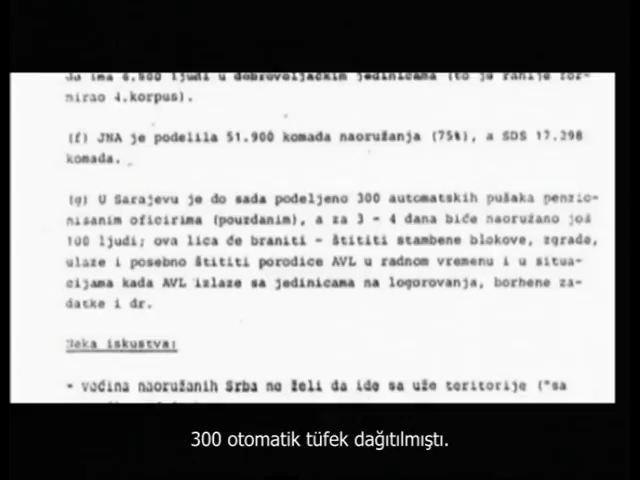 da ima 6.900 ljudi u dobrovoljačkim jedinicama (to je ranije for-
mirao 4.korpus).
(f) JNA je podelila 51.900 komada naoružanja (75%), a SDS 17.298
komada.
(g) U Sarajevu je do sada podeljeno 300 automatskih pušaka penzio-
nisanim oficirima (pouzdanim), a za 3 - 4 dana biće naoružano još
100 ljudi; ova lica će braniti - štititi stambene blokove, zgrade,
ulaze i posebno štititi porodice AVL u radnom vremenu i u situa-
cijama kada AVL izlaze sa jedinicama na logorovanja, borbene za-
datke i dr.
Neka iskustva:
- većina naoružanih Srba ne želi da ide sa uže teritorije ("sa
300 otomatik tüfek dağıtılmıştı.